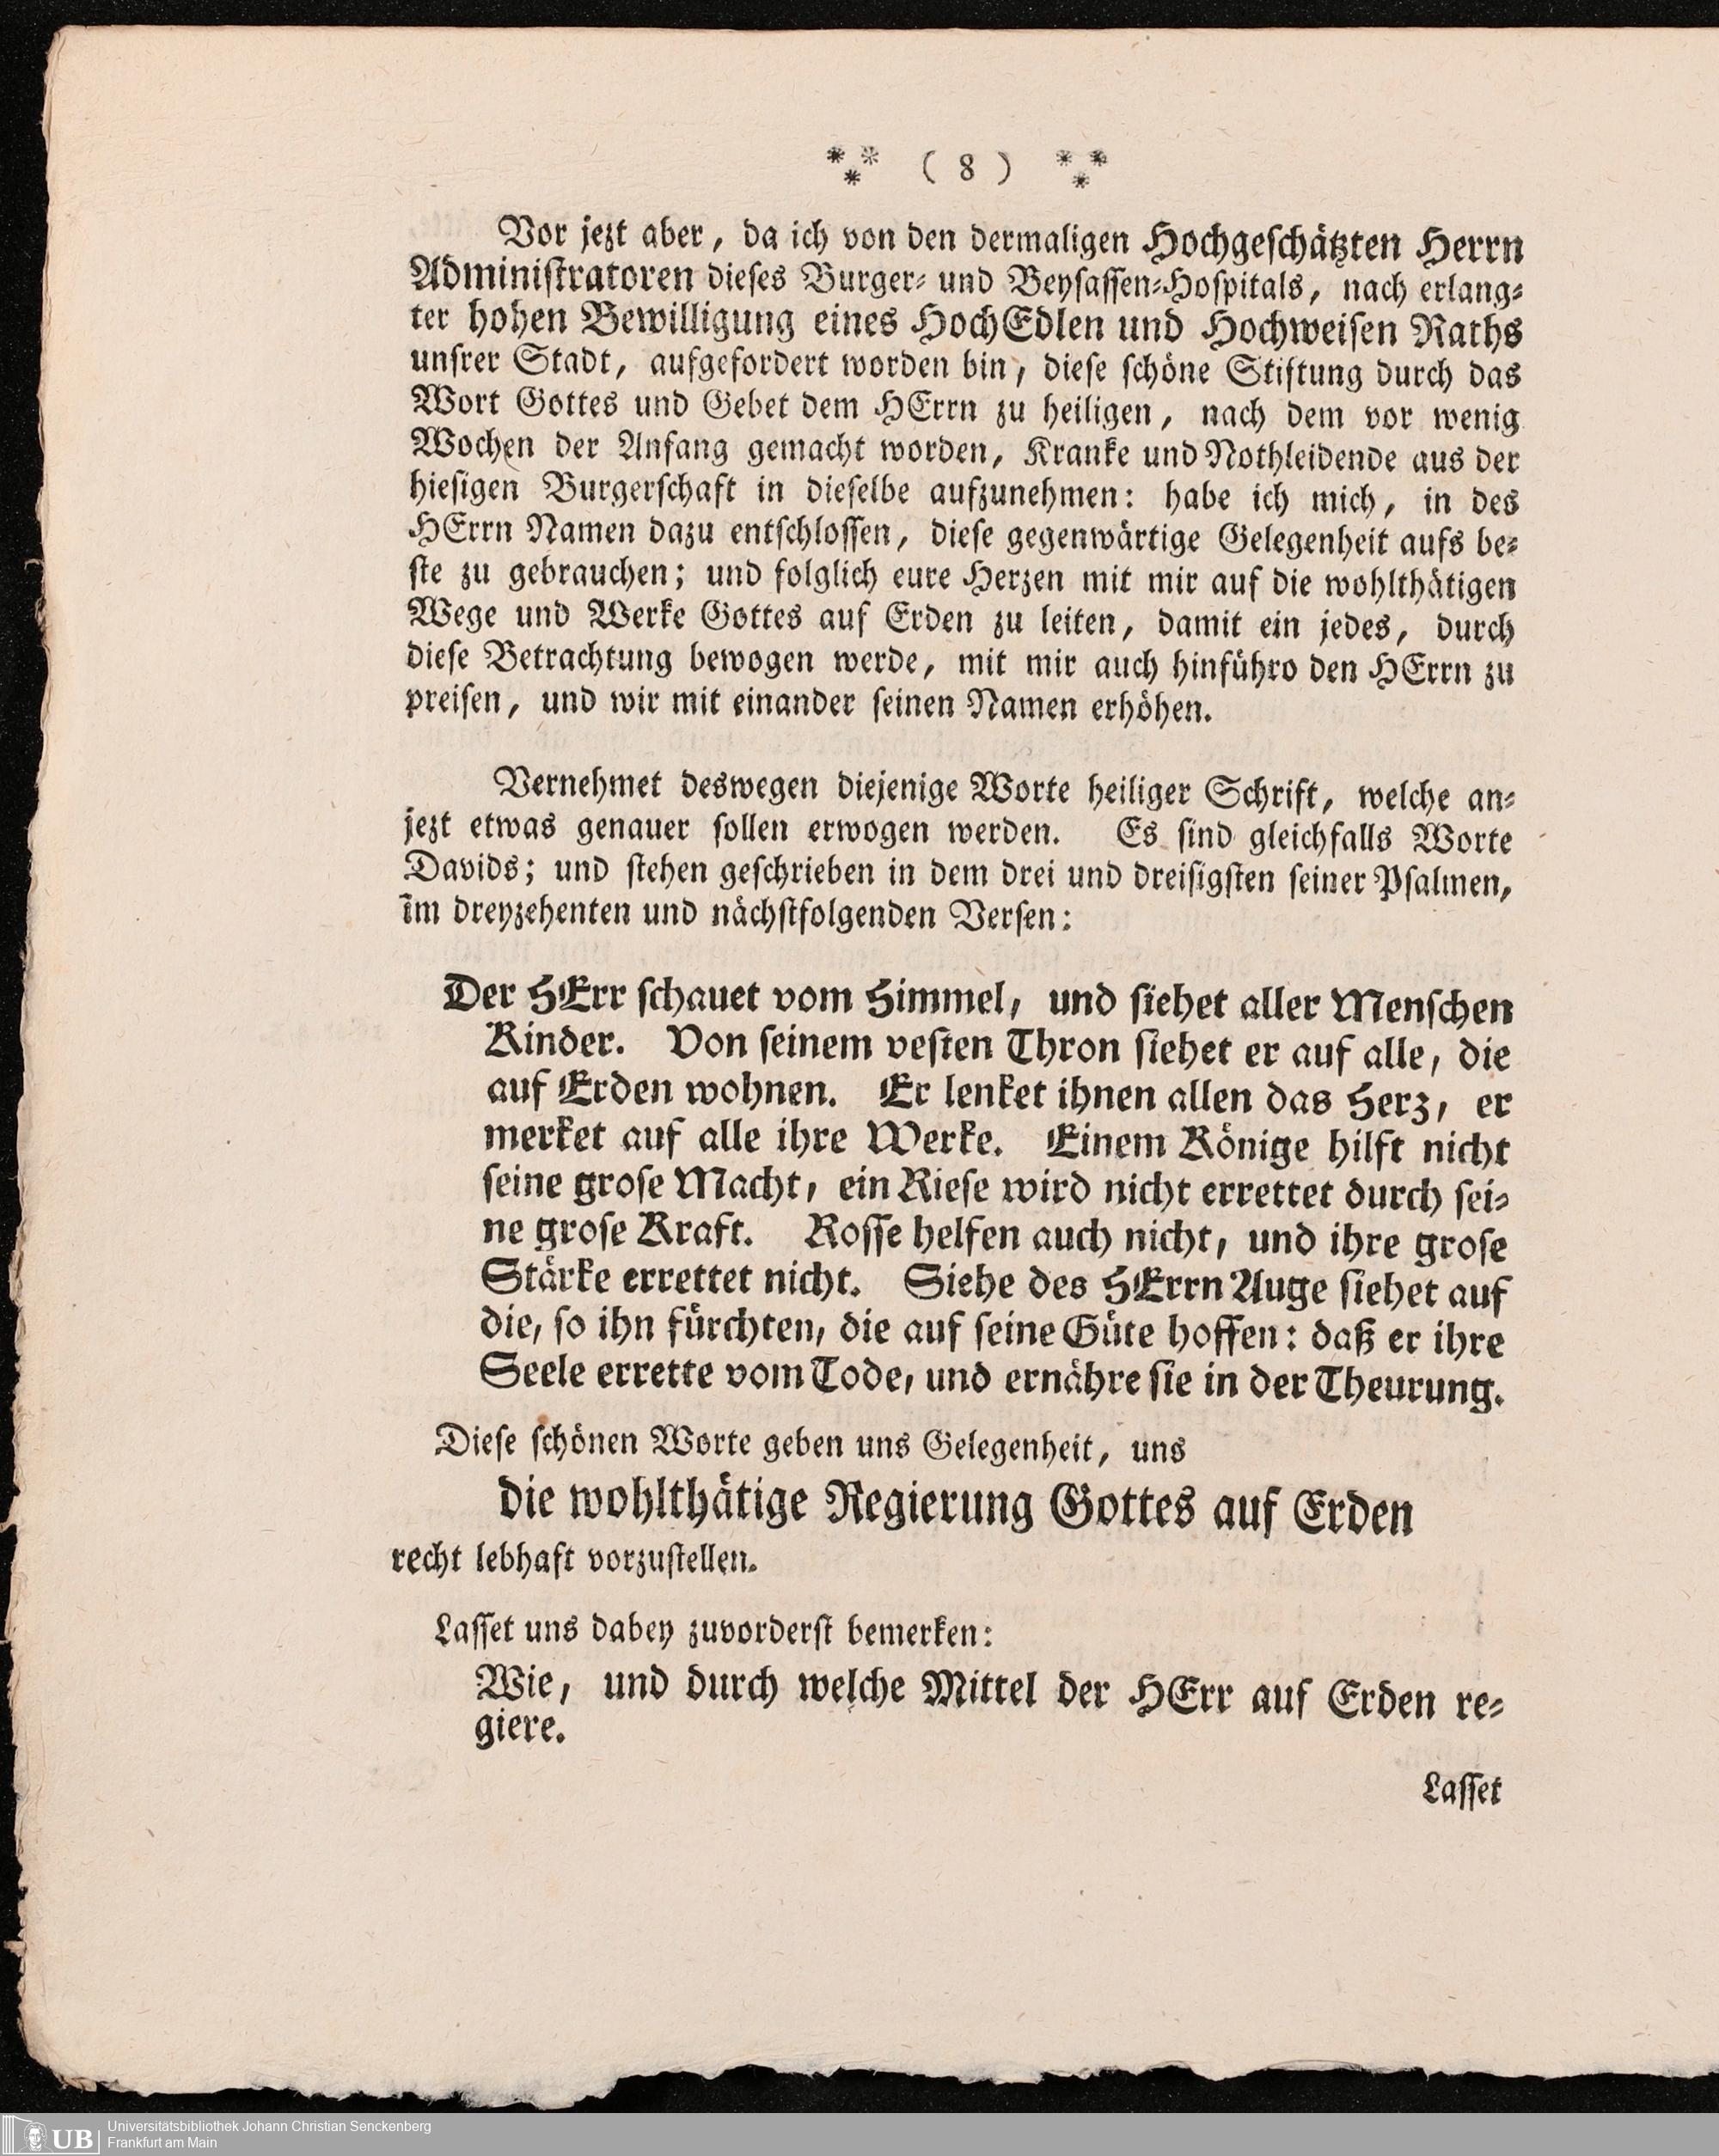 ** * ( 8 ) ** *
Vor jezt aber, da ich von den dermaligen Hochgeschätzten Herrn
Administratoren dieses Burger- und Beysassen-Hospitals, nach erlang-
ter hohen Bewilligung eines HochEdlen und Hochweisen Raths
unsrer Stadt, aufgefordert worden bin, diese schöne Stiftung durch das
Wort Gottes und Gebet dem HErrn zu heiligen, nach dem vor wenig
Wochen der Anfang gemacht worden, Kranke und Nothleidende aus der
hiesigen Burgerschaft in dieselbe aufzunehmen: habe ich mich, in des
HErrn Namen dazu entschlossen, diese gegenwärtige Gelegenheit aufs be-
ste zu gebrauchen; und folglich eure Herzen mit mir auf die wohlthätigen
Wege und Werke Gottes auf Erden zu leiten, damit ein jedes, durch
diese Betrachtung bewogen werde, mit mir auch hinführo den HErrn zu
preisen, und wir mit einander seinen Namen erhöhen.
Vernehmet deswegen diejenige Worte heiliger Schrift, welche an-
jezt etwas genauer sollen erwogen werden. Es sind gleichfalls Worte
Davids; und stehen geschrieben in dem drei und dreisigsten seiner Psalmen,
im dreyzehenten und nächstfolgenden Versen:
Der HErr schauet vom Himmel, und siehet aller Menschen
Kinder. Von seinem vesten Thron siehet er auf alle, die
auf Erden wohnen. Er lenket ihnen allen das Herz, er
merket auf alle ihre Werke. Einem Könige hilft nicht
seine grose Macht, ein Riese wird nicht errettet durch sei-
ne grose Kraft. Rosse helfen auch nicht, und ihre grose
Stärke errettet nicht. Siehe des HErrn Auge siehet auf
die, so ihn fürchten, die auf seine Güte hoffen: daß er ihre
Seele errette vom Tode, und ernähre sie in der Theurung.
Diese schönen Worte geben uns Gelegenheit, uns
die wohlthätige Regierung Gottes auf Erden
recht lebhaft vorzustellen.
Lasset uns dabey zuvorderst bemerken:
Wie, und durch welche Mittel der HErr auf Erden re-
giere.
Lasset
UB Universitätsbibliothek Johann Christian Senckenberg
Frankfurt am Main